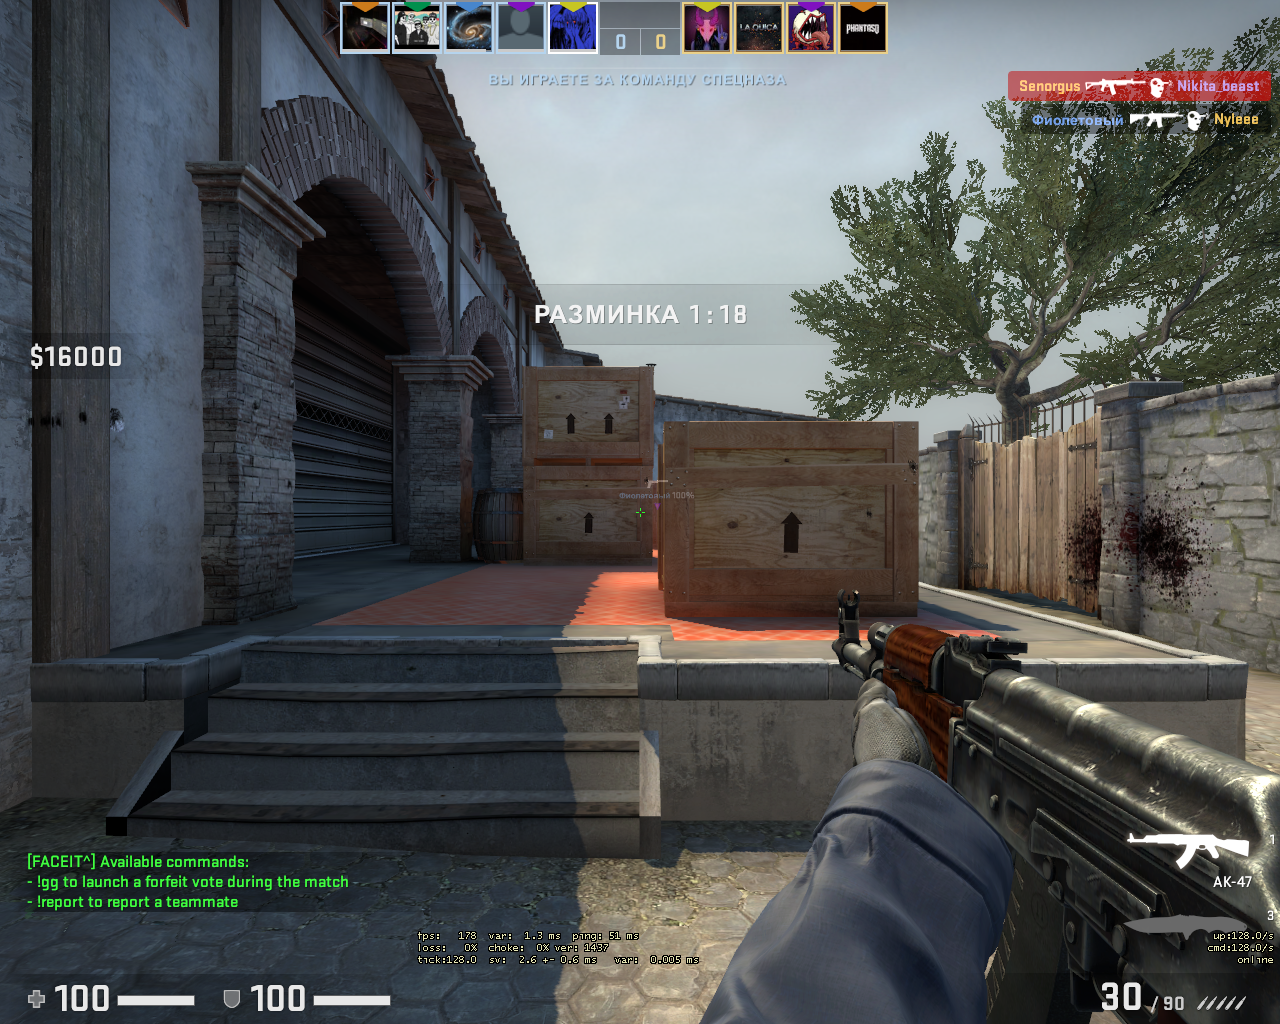 LA QUICA
PHANTASO
0 0
ВЫ ИГРАЕТЕ ЗА КОМАНДУ СПЕЦНАЗА
Senorgus Nikita_beast
Фиолетовый Nyleee
РАЗМИНКА 1:18
$16000
Фиолетовый 100%
[FACEIT^] Available commands:
- !gg to launch a forfeit vote during the match
- !report to report a teammate
1
AK-47
3
fps: 178 var: 1.3 ms ping: 51 ms
loss: 0% choke: 0% ver: 1437
tick:128.0 sv: 2.6 +- 0.6 ms var: 0.005 ms
up:128.0/s
cmd:128.0/s
online
100 100
30 / 90